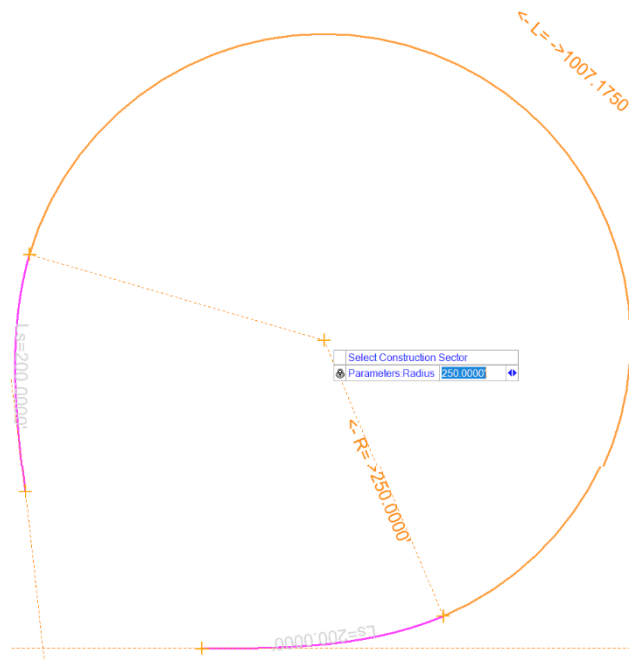 <- L= ->1007.1750
Select Construction Sector
Parameters:Radius 250.0000'
Ls=200.0000'
<- R= >250.0000'
Ls=200.0000